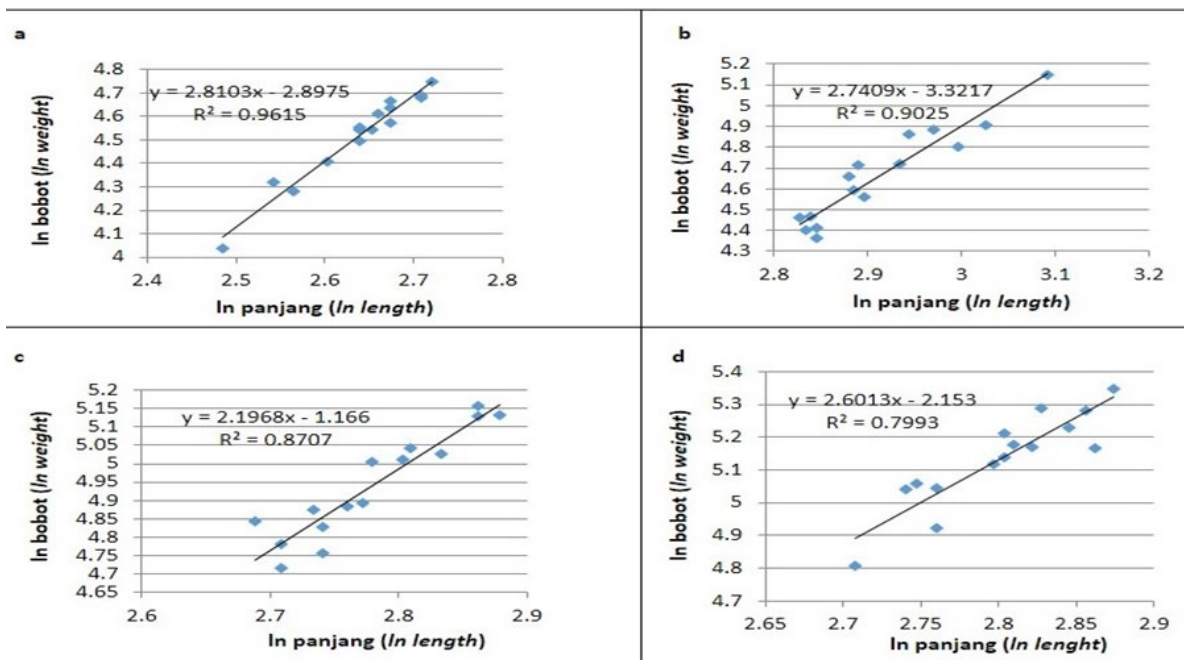 a
ln bobot (ln weight)
4.8
4.7
4.6
4.5
4.4
4.3
4.2
4.1
4
y = 2.8103x - 2.8975
R² = 0.9615
2.4 2.5 2.6 2.7 2.8
ln panjang (ln length)
b
ln bobot (ln weight)
5.2
5.1
5
4.9
4.8
4.7
4.6
4.5
4.4
4.3
y = 2.7409x - 3.3217
R² = 0.9025
2.8 2.9 3 3.1 3.2
ln panjang (ln length)
c
ln bobot (ln weight)
5.2
5.15
5.1
5.05
5
4.95
4.9
4.85
4.8
4.75
4.7
4.65
y = 2.1968x - 1.166
R² = 0.8707
2.6 2.7 2.8 2.9
ln panjang (ln length)
d
ln bobot (ln weight)
5.4
5.3
5.2
5.1
5
4.9
4.8
4.7
y = 2.6013x - 2.153
R² = 0.7993
2.65 2.7 2.75 2.8 2.85 2.9
ln panjang (ln lenght)